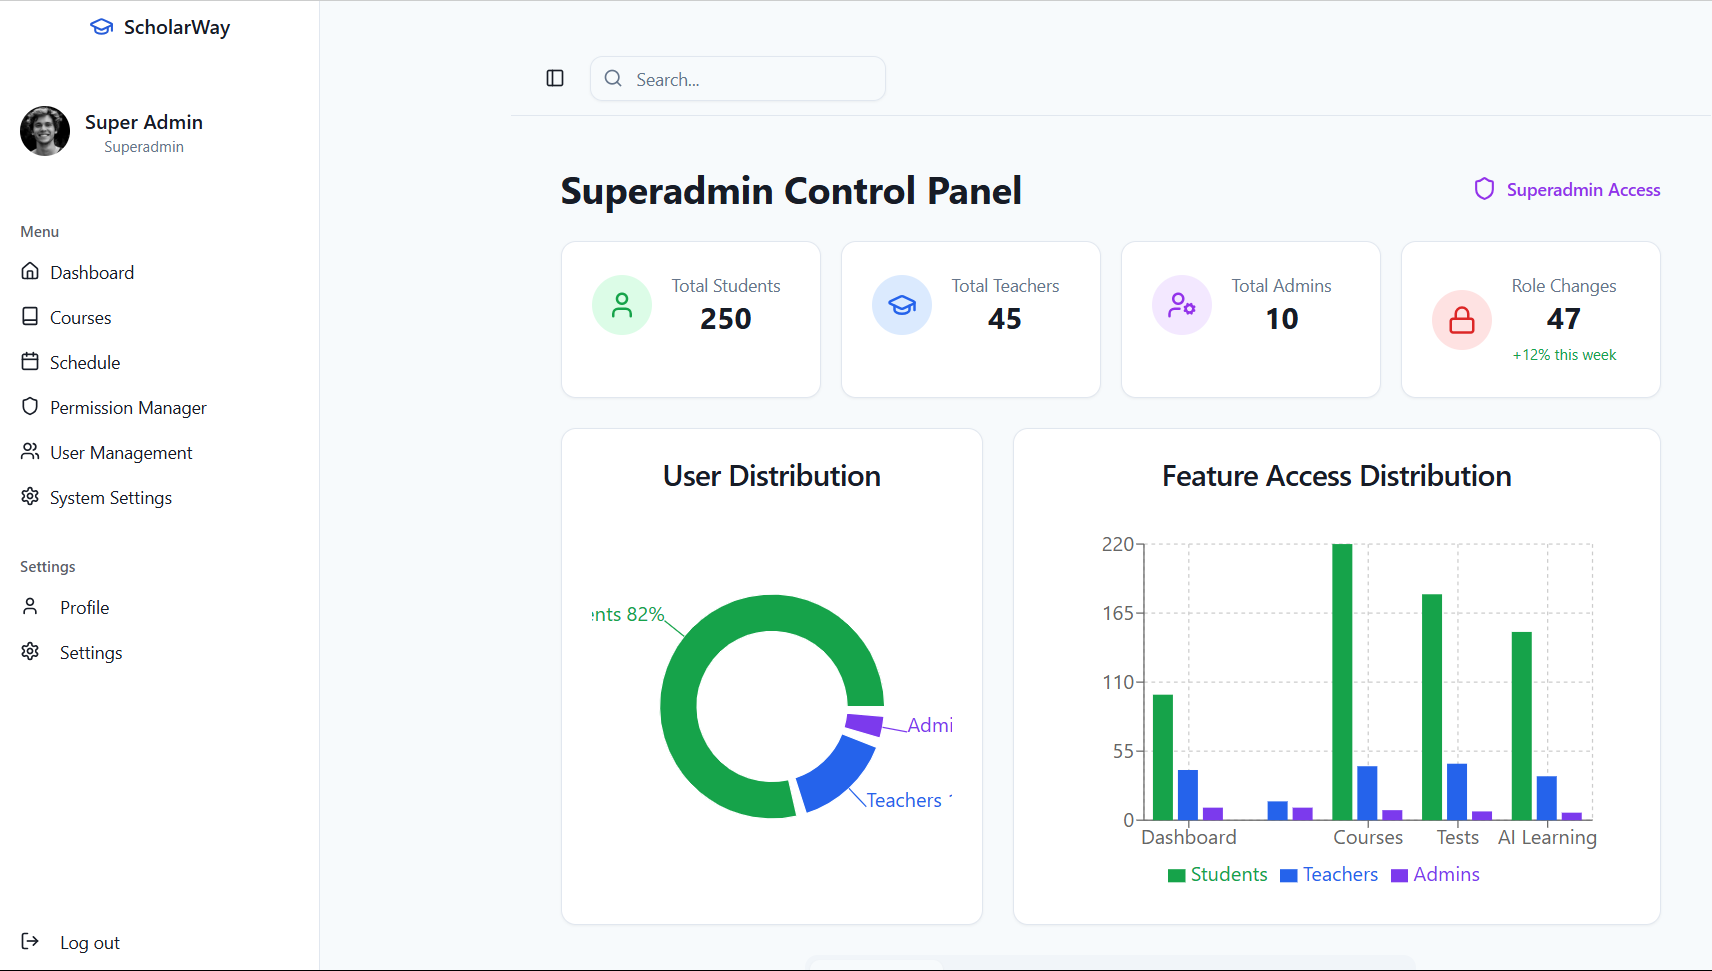 ScholarWay
Super Admin
Superadmin
Menu
Dashboard
Courses
Schedule
Permission Manager
User Management
System Settings
Settings
Profile
Settings
Log out
Search...
Superadmin Control Panel
Superadmin Access
Total Students
250
Total Teachers
45
Total Admins
10
Role Changes
47
+12% this week
User Distribution
ents 82%
Admi
Teachers
Feature Access Distribution
220
165
110
55
0
Dashboard Courses Tests AI Learning
Students Teachers Admins